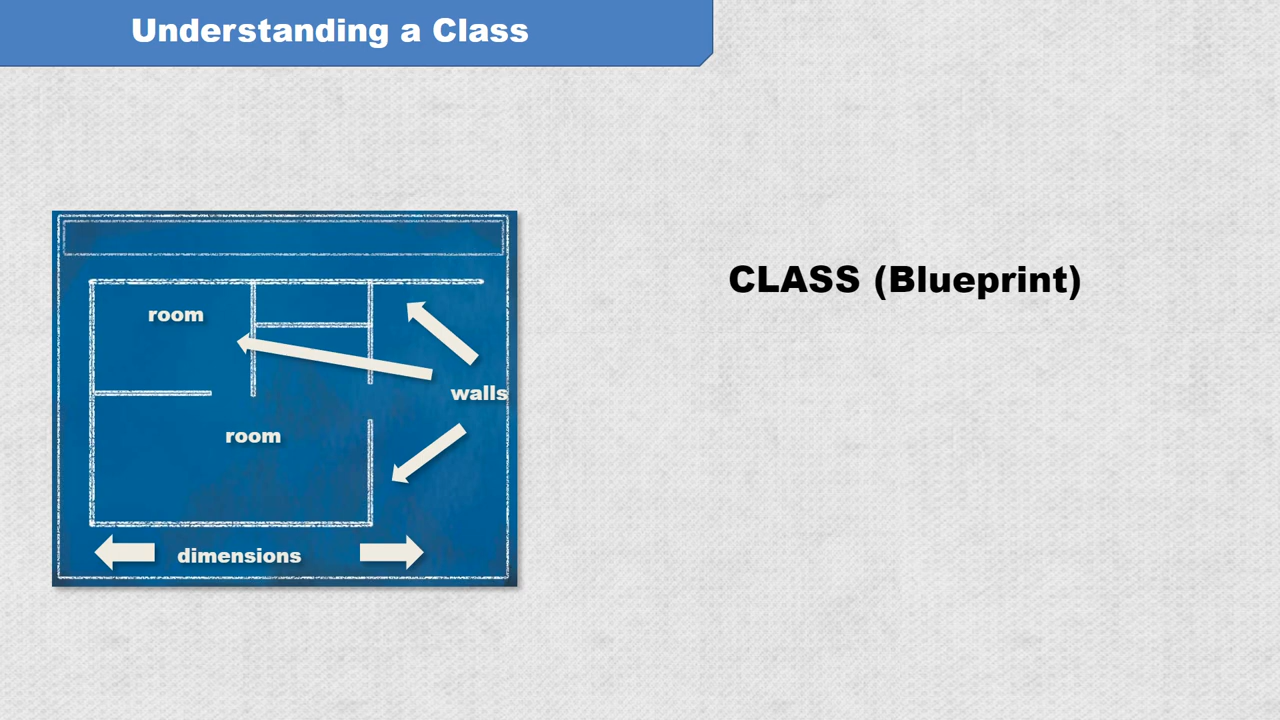 Understanding a Class
room
walls
room
dimensions
CLASS (Blueprint)